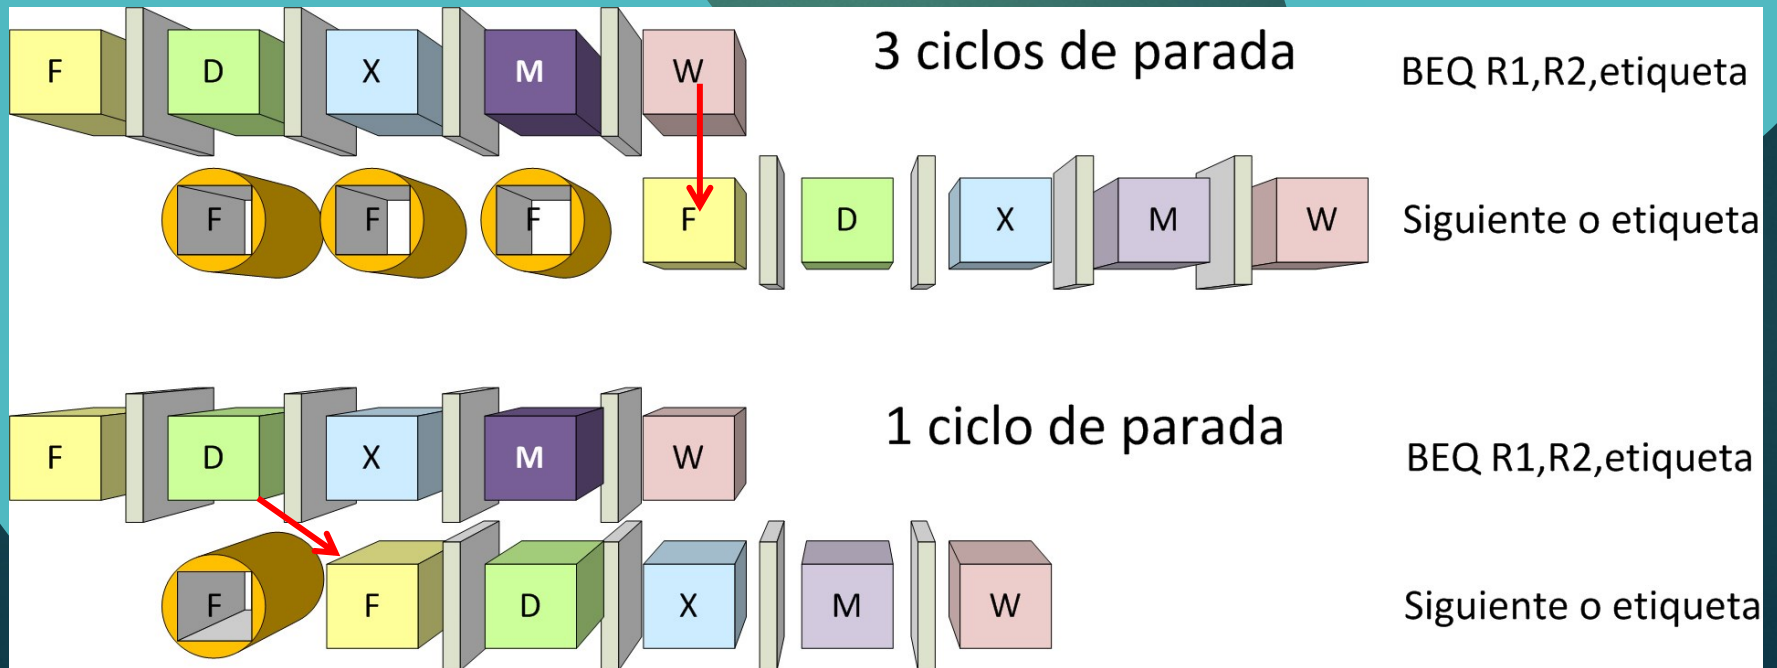 F D X M W 3 ciclos de parada BEQ R1,R2,etiqueta
F F F F D X M W Siguiente o etiqueta
F D X M W 1 ciclo de parada BEQ R1,R2,etiqueta
F F D X M W Siguiente o etiqueta